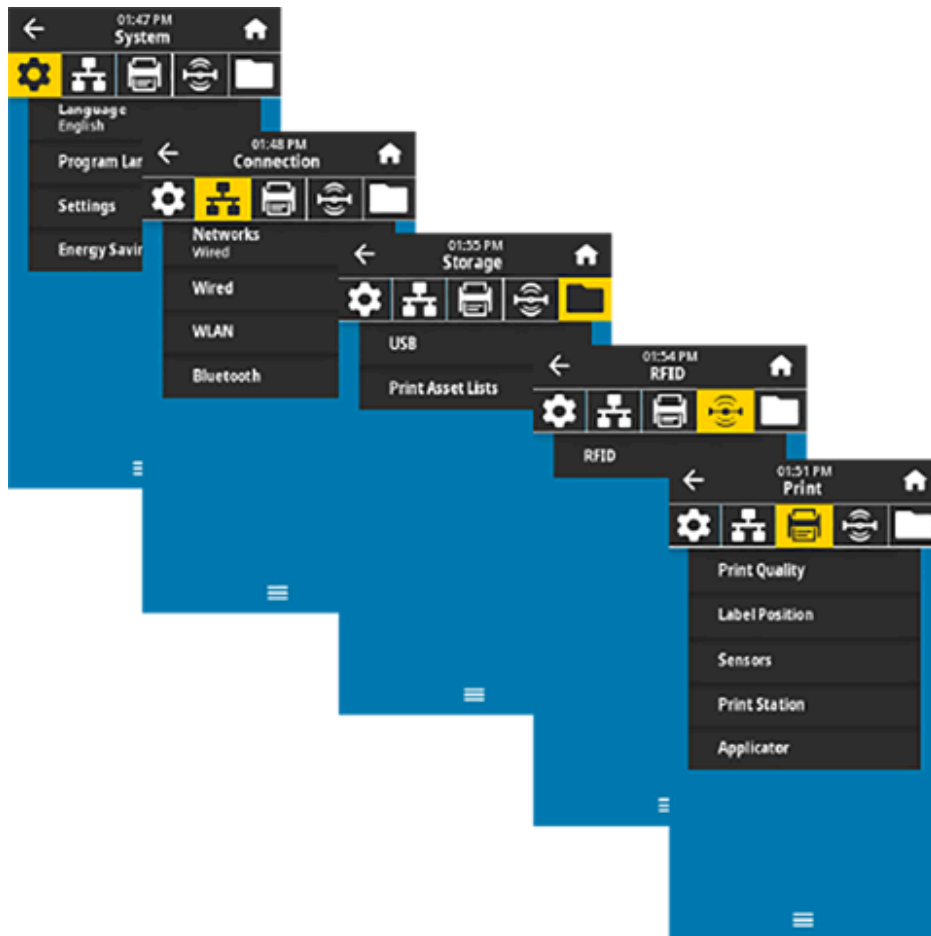 01:47 PM
System
Language
English
Program Lan
Settings
Energy Savin
01:48 PM
Connection
Networks
Wired
Wired
WLAN
Bluetooth
01:55 PM
Storage
USB
Print Asset Lists
01:54 PM
RFID
RFID
01:51 PM
Print
Print Quality
Label Position
Sensors
Print Station
Applicator